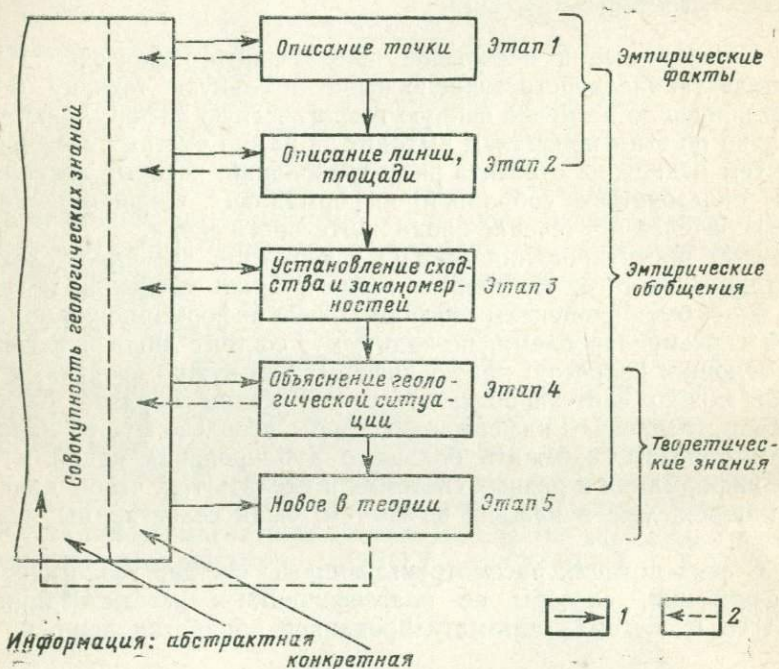 Совокупность геологических знаний
Описание точки
Этап 1
Эмпирические
факты
Описание линии,
площади
Этап 2
Установление сход-
ства и закономер-
ностей
Этап 3
Эмпирические
обобщения
Объяснение геоло-
гической ситуа-
ции
Этап 4
Теоретичес-
кие знания
Новое в теории
Этап 5
1
2
Информация: абстрактная
конкретная